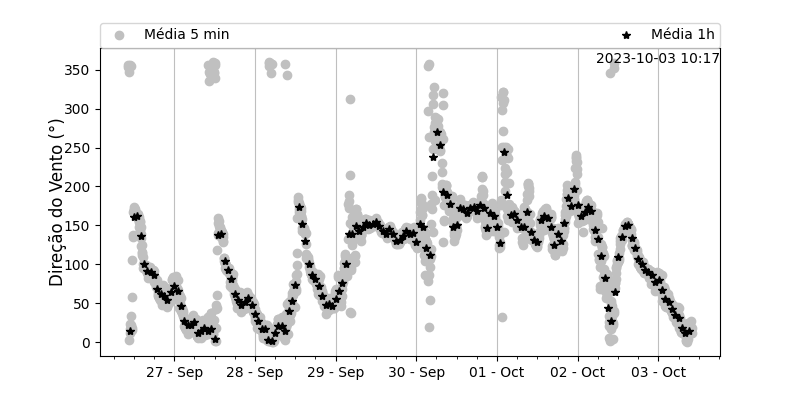 Média 5 min
Média 1h
2023-10-03 10:17
Direção do Vento (°)
350
300
250
200
150
100
50
0
27 - Sep
28 - Sep
29 - Sep
30 - Sep
01 - Oct
02 - Oct
03 - Oct